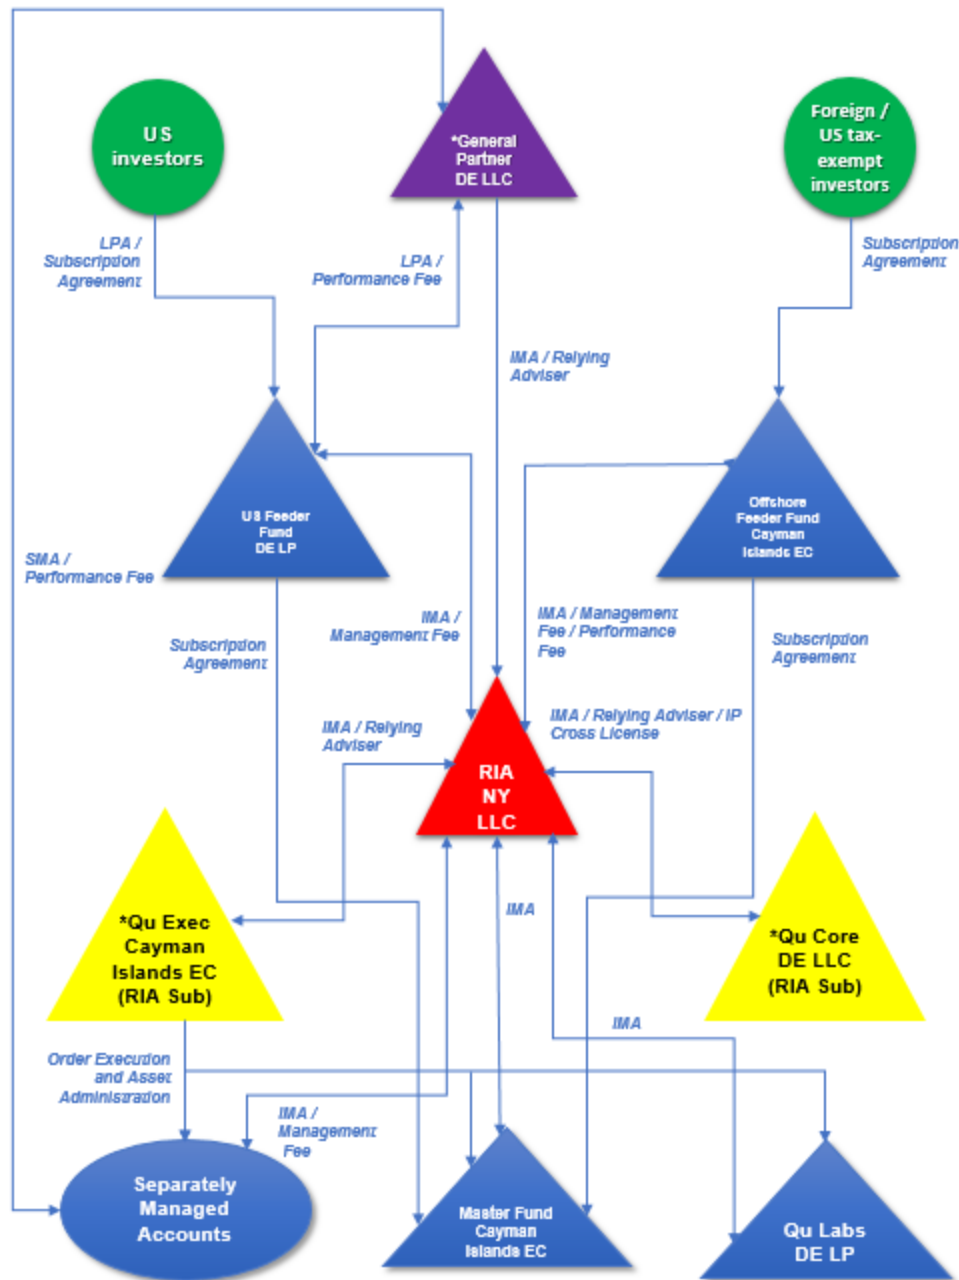 US
investors
*General
Partner
DE LLC
Foreign /
US tax-
exempt
investors
LPA /
Subscription
Agreement
LPA /
Performance Fee
Subscription
Agreement
IMA / Relying
Adviser
US Feeder
Fund
DE LP
Offshore
Feeder Fund
Cayman
Islands EC
SMA /
Performance Fee
IMA /
Management Fee
IMA / Management
Fee / Performance
Fee
Subscription
Agreement
Subscription
Agreement
IMA / Relying
Adviser
IMA / Relying Adviser / IP
Cross License
RIA
NY
LLC
*Qu Exec
Cayman
Islands EC
(RIA Sub)
IMA
*Qu Core
DE LLC
(RIA Sub)
IMA
Order Execution
and Asset
Administration
IMA /
Management
Fee
Separately
Managed
Accounts
Master Fund
Cayman
Islands EC
Qu Labs
DE LP